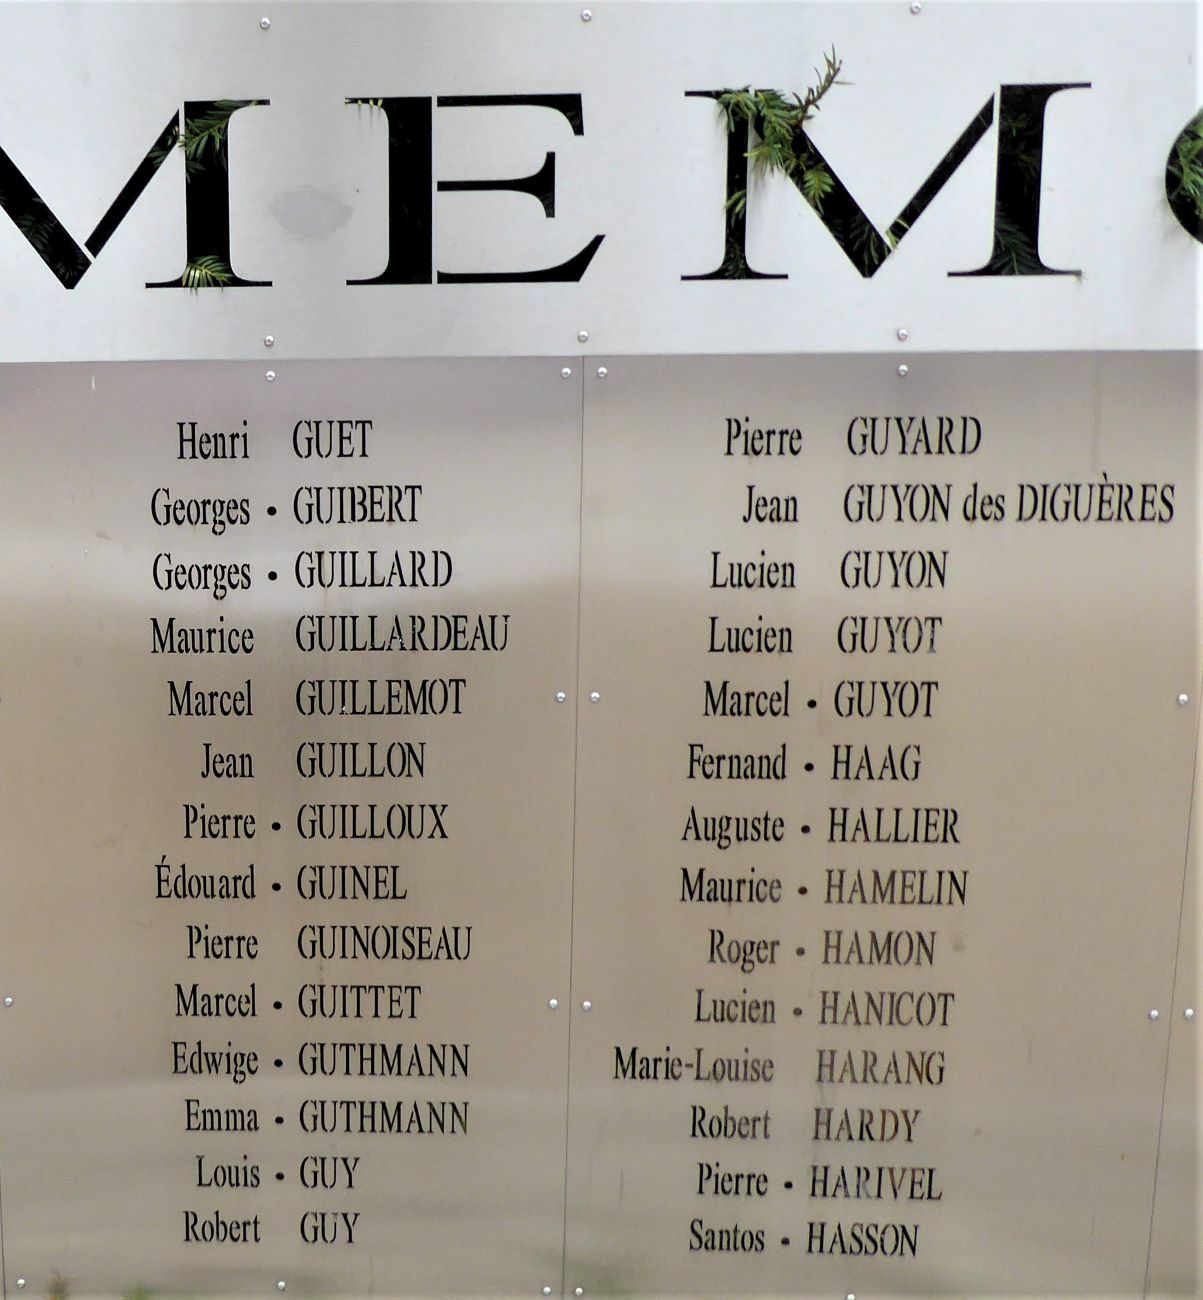 MEMO
Henri GUET
Georges • GUIBERT
Georges • GUILLARD
Maurice GUILLARDEAU
Marcel GUILLEMOT
Jean GUILLON
Pierre • GUILLOUX
Édouard • GUINEL
Pierre GUINOISEAU
Marcel • GUITTET
Edwige • GUTHMANN
Emma • GUTHMANN
Louis • GUY
Robert GUY
Pierre GUYARD
Jean GUYON des DIGUÈRES
Lucien GUYON
Lucien GUYOT
Marcel • GUYOT
Fernand • HAAG
Auguste • HALLIER
Maurice • HAMELIN
Roger • HAMON
Lucien • HANICOT
Marie-Louise HARANG
Robert HARDY
Pierre • HARIVEL
Santos • HASSON